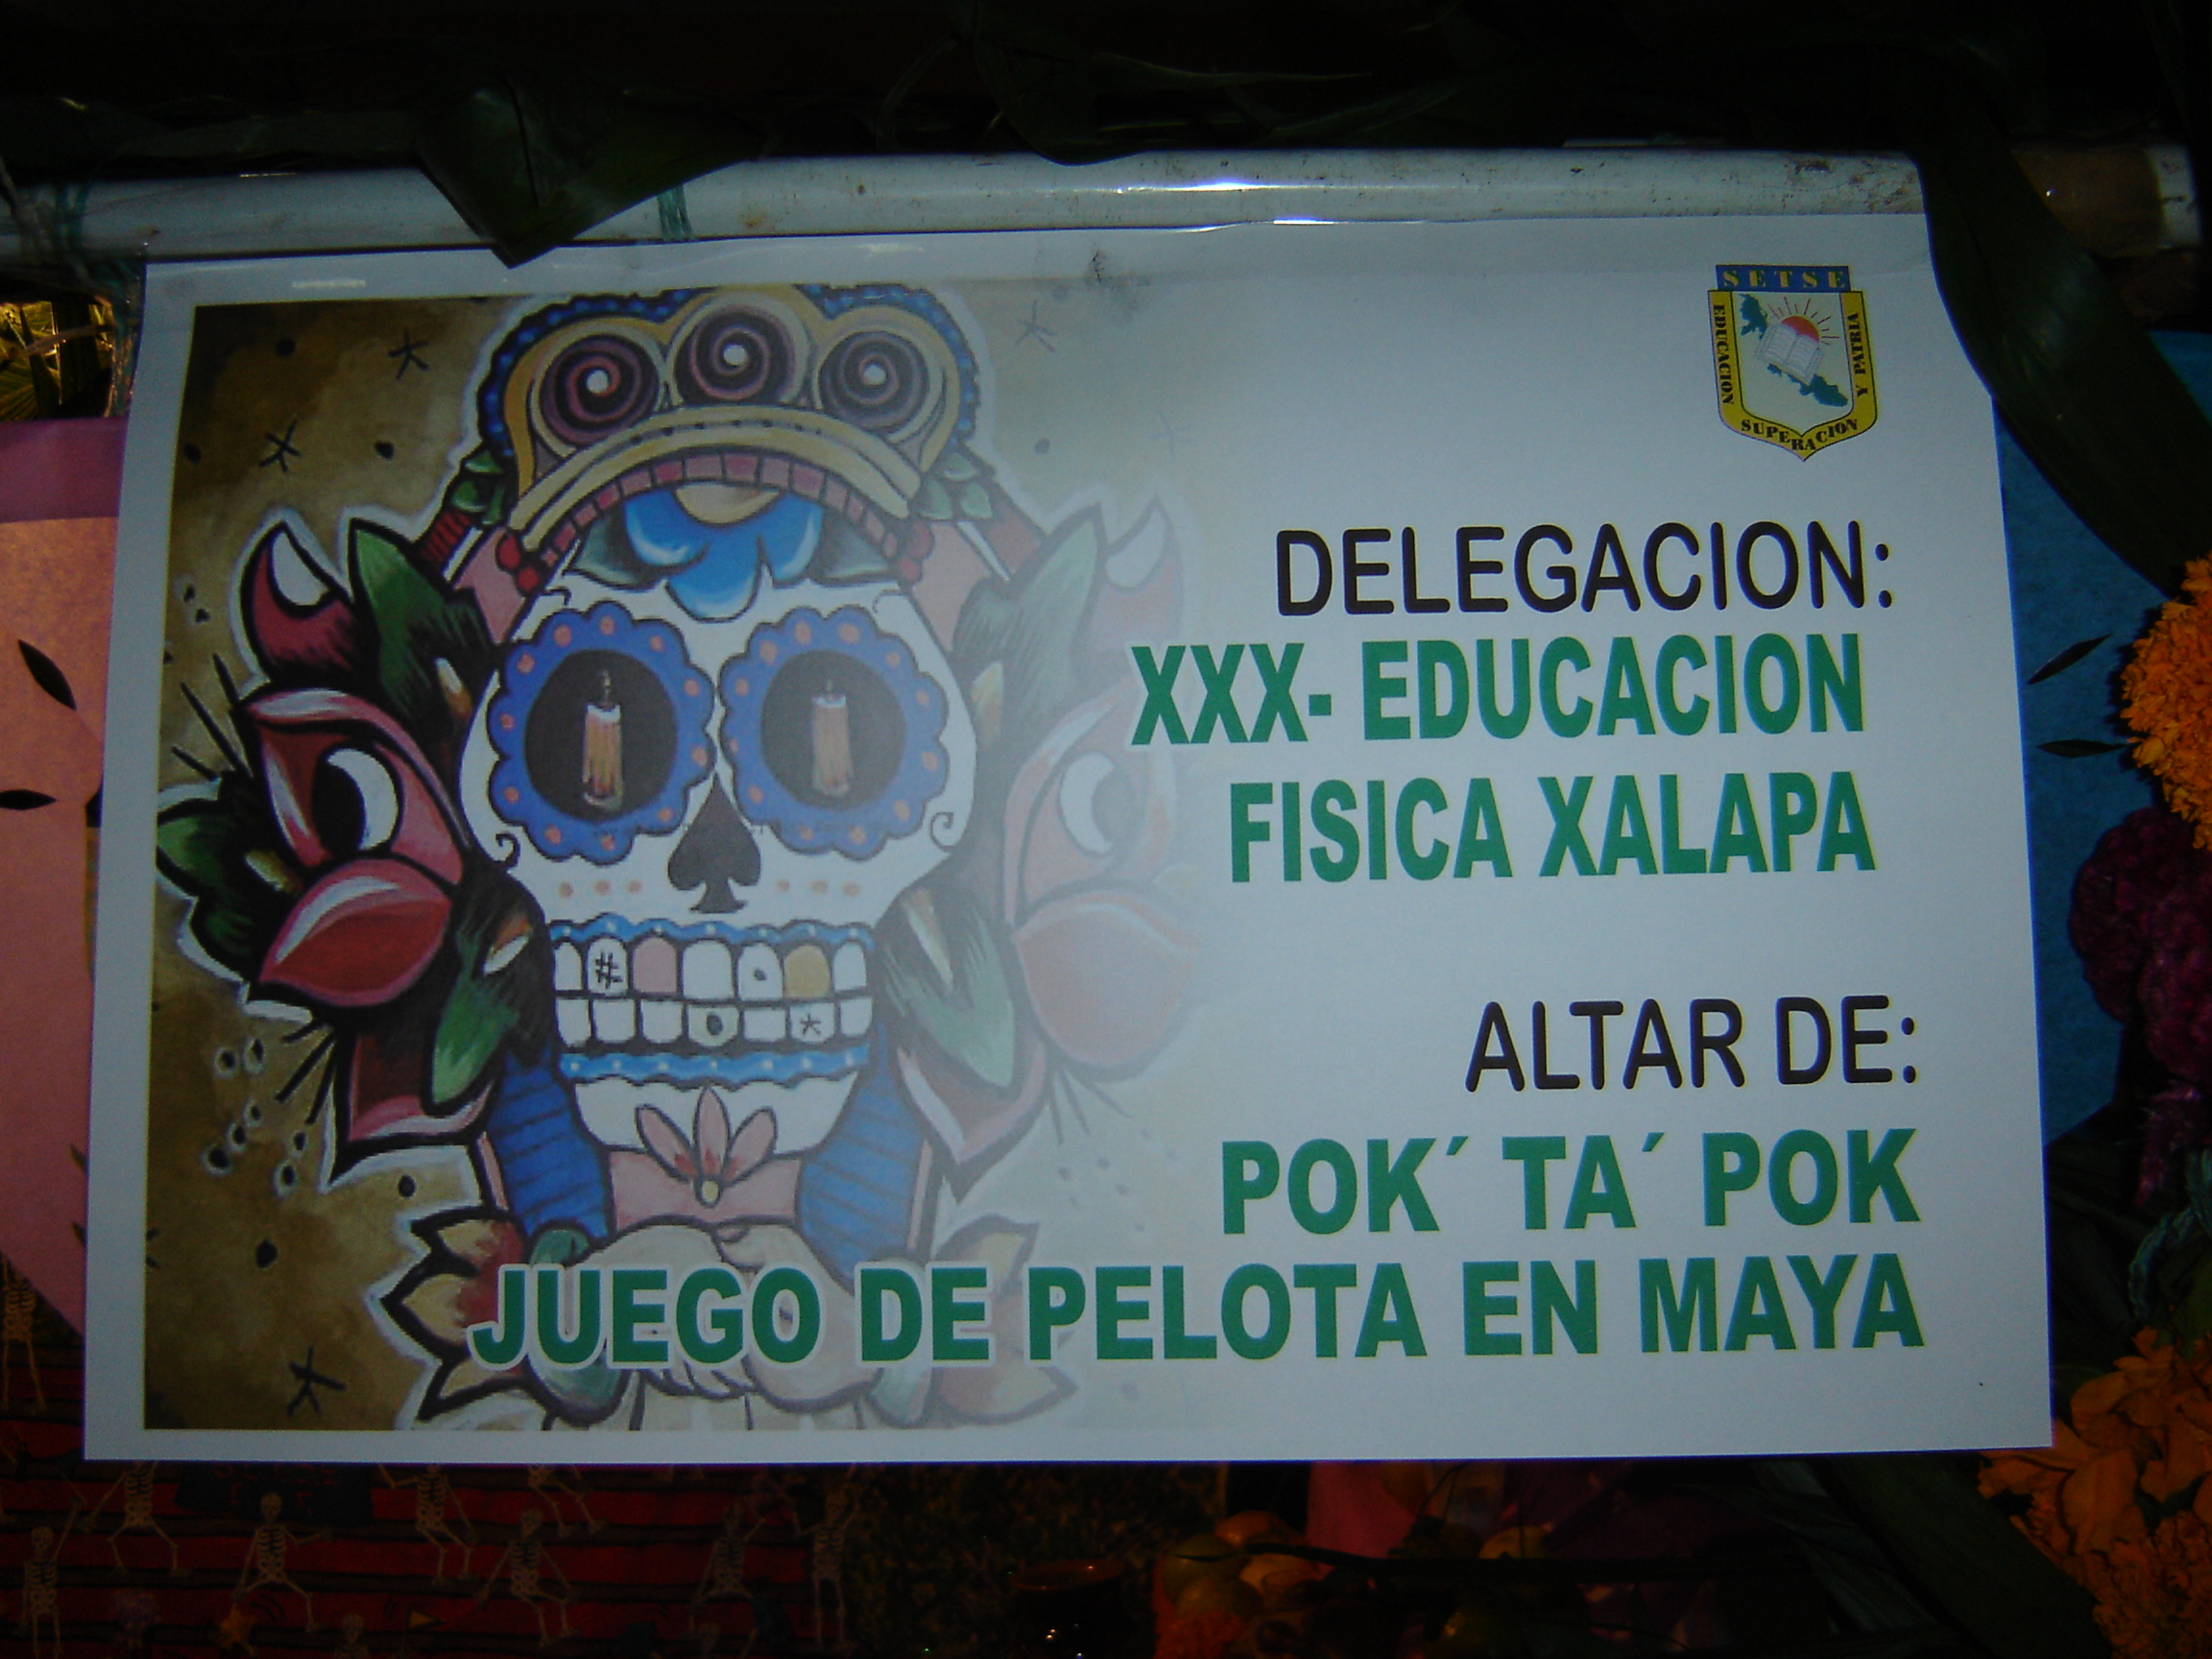 SETSE
EDUCACION
SUPERACION
Y PATRIA
DELEGACION:
XXX- EDUCACION
FISICA XALAPA
ALTAR DE:
POK´ TA´ POK
JUEGO DE PELOTA EN MAYA